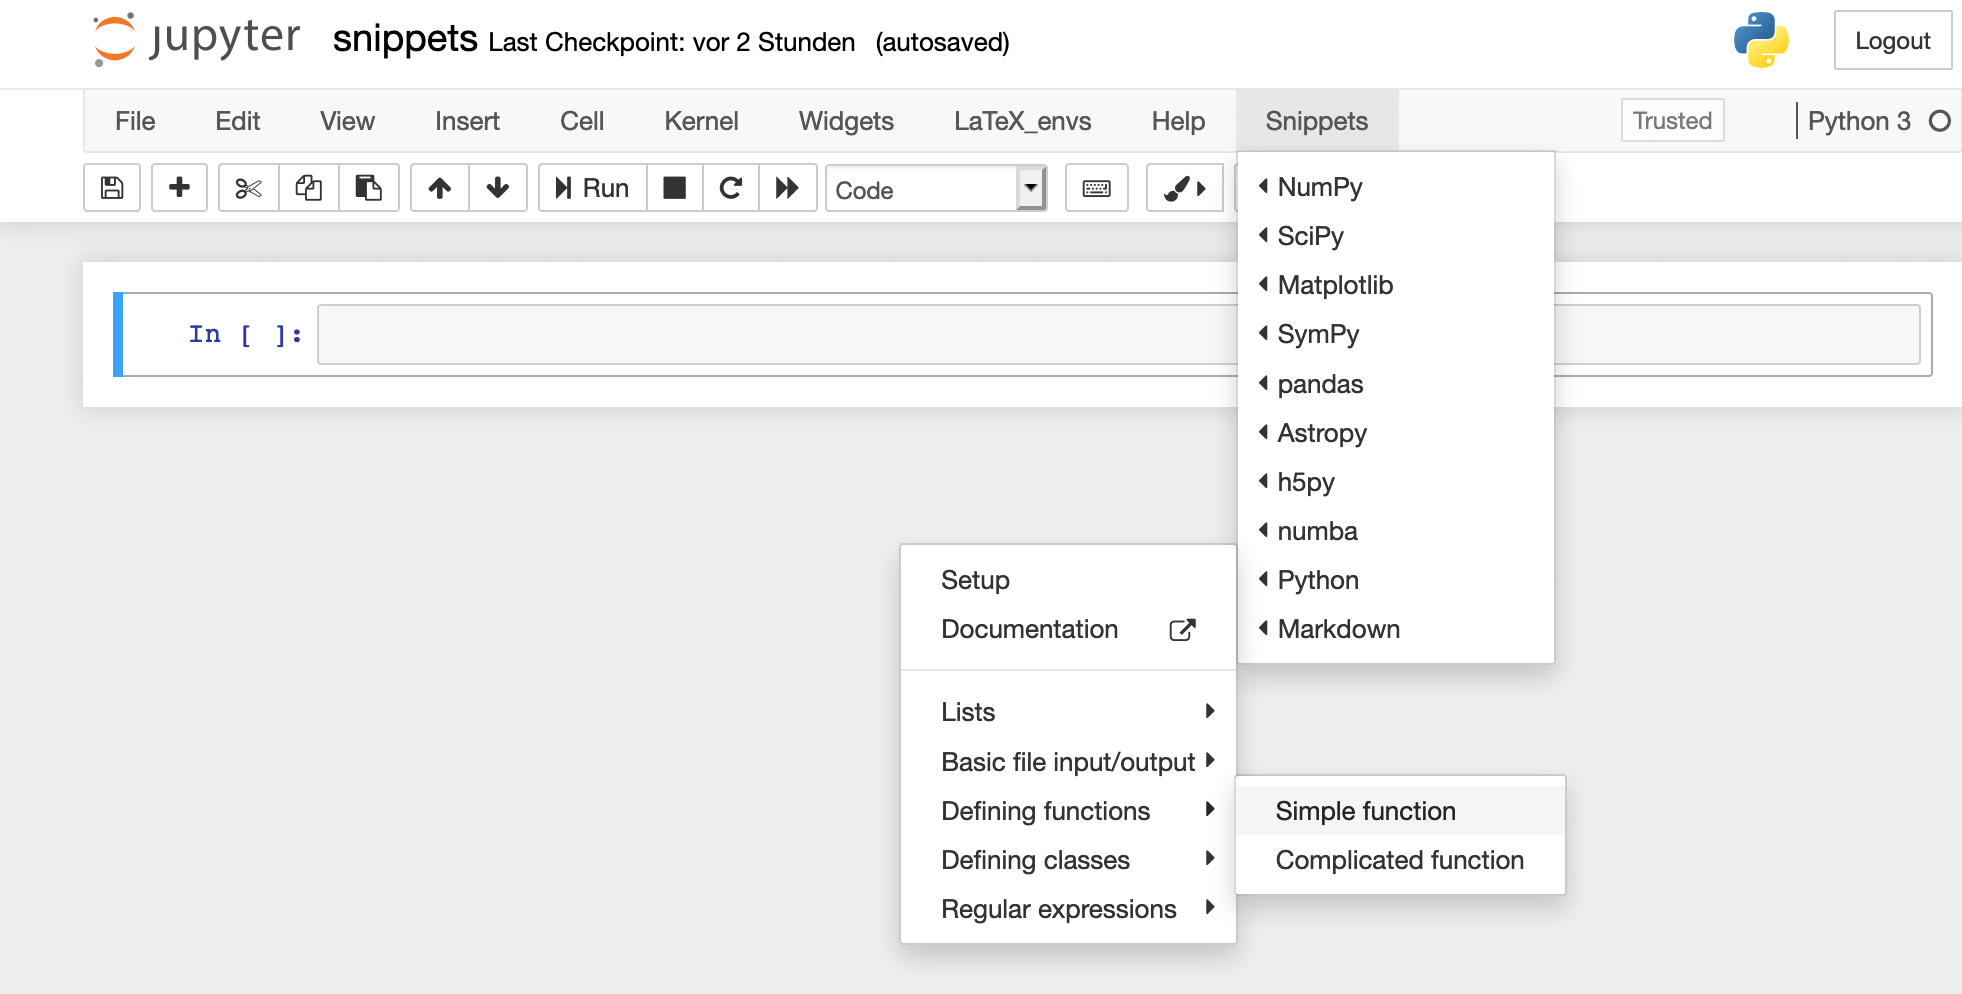 jupyter snippets Last Checkpoint: vor 2 Stunden (autosaved) Logout
File Edit View Insert Cell Kernel Widgets LaTeX_envs Help Snippets Trusted Python 3
Run Code
In [ ]:
NumPy
SciPy
Matplotlib
SymPy
pandas
Astropy
h5py
numba
Python
Markdown
Setup
Documentation
Lists
Basic file input/output
Defining functions
Defining classes
Regular expressions
Simple function
Complicated function